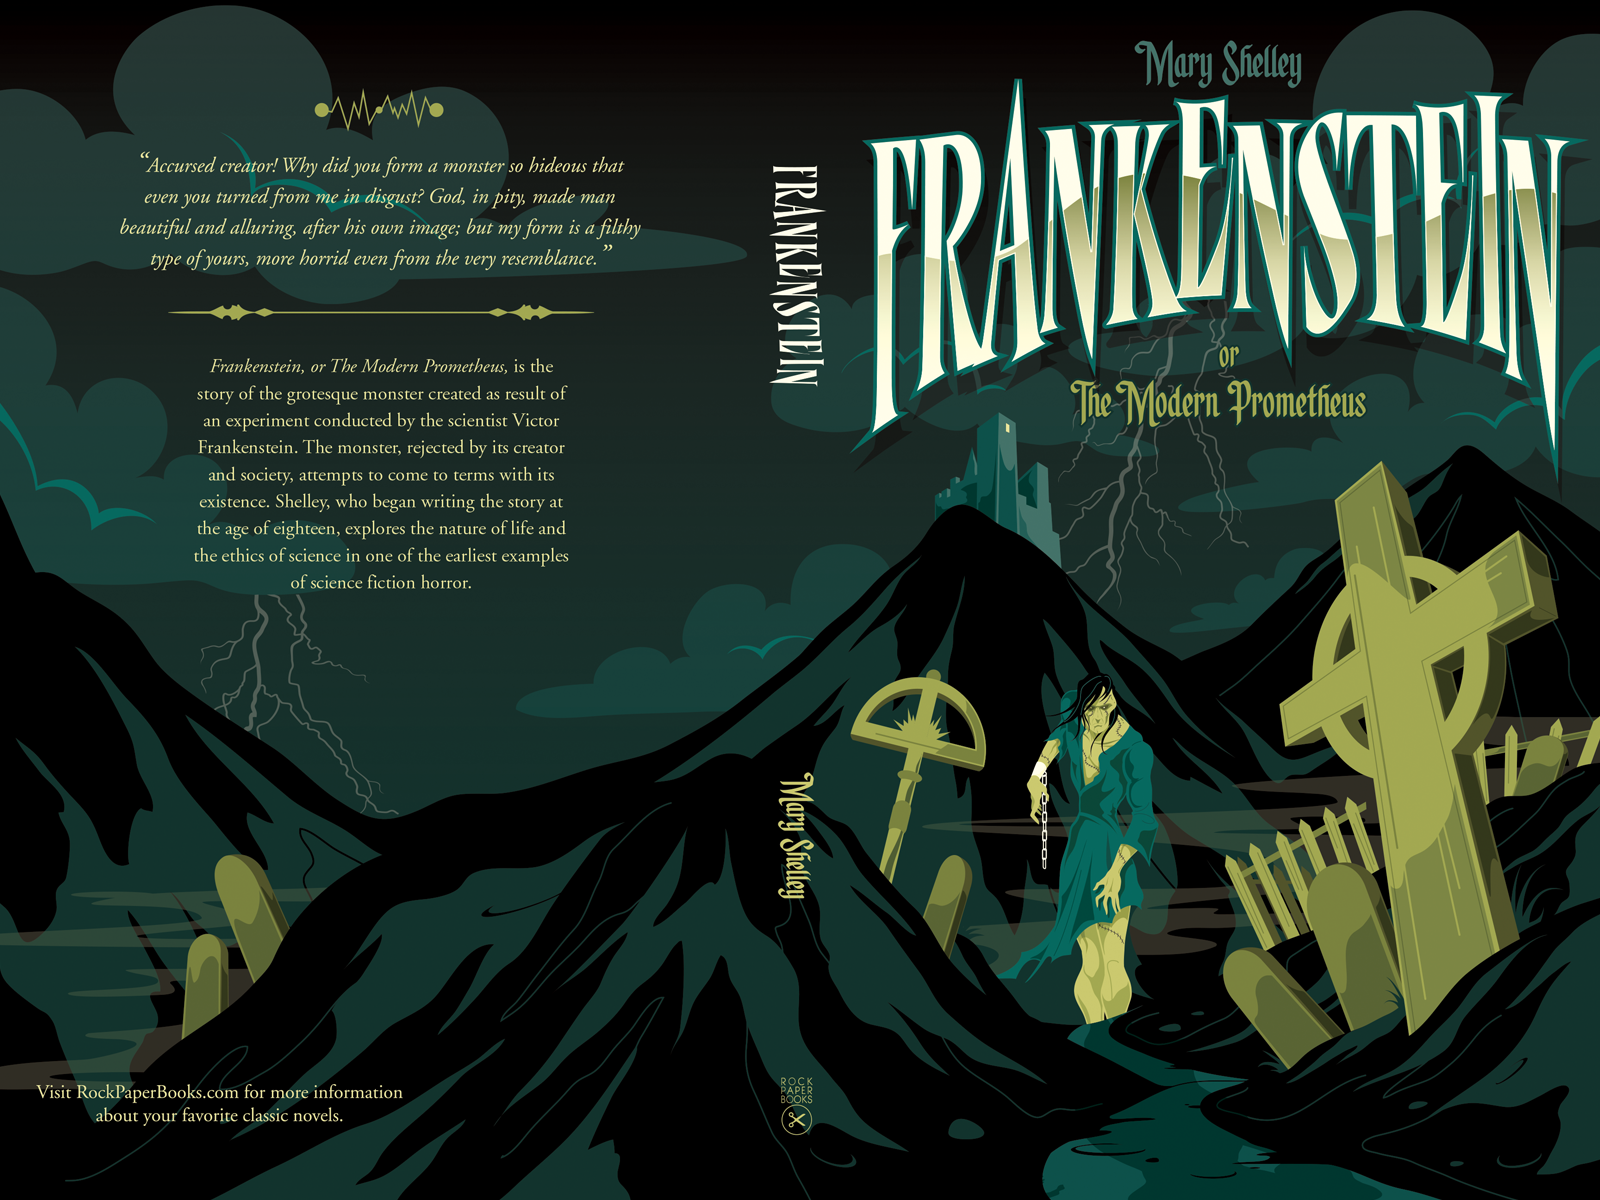 “Accursed creator! Why did you form a monster so hideous that
even you turned from me in disgust? God, in pity, made man
beautiful and alluring, after his own image; but my form is a filthy
type of yours, more horrid even from the very resemblance.”
Frankenstein, or The Modern Prometheus, is the
story of the grotesque monster created as result of
an experiment conducted by the scientist Victor
Frankenstein. The monster, rejected by its creator
and society, attempts to come to terms with its
existence. Shelley, who began writing the story at
the age of eighteen, explores the nature of life and
the ethics of science in one of the earliest examples
of science fiction horror.
Visit RockPaperBooks.com for more information
about your favorite classic novels.
FRANKENSTEIN
Mary Shelley
ROCK
PAPER
BOOKS
Mary Shelley
FRANKENSTEIN
or
The Modern Prometheus